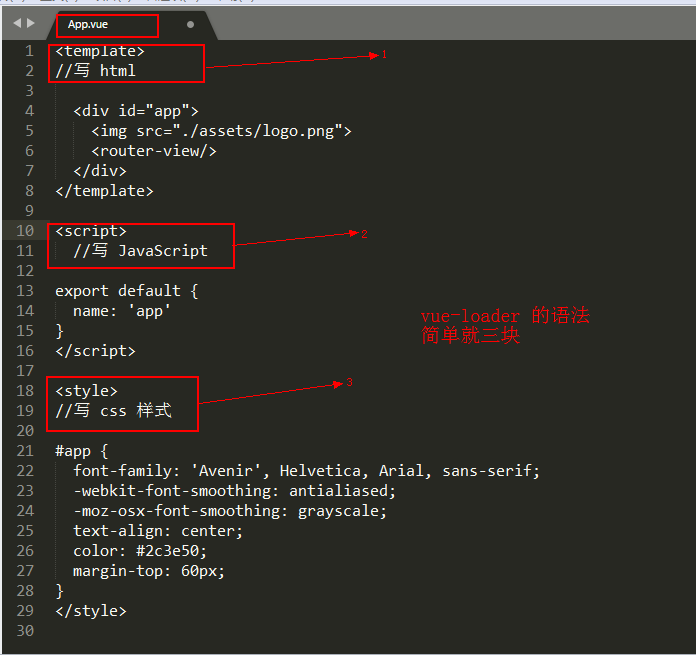 App.vue
1 <template>
2 //写 html
1
3
4 <div id="app">
5 <img src="./assets/logo.png">
6 <router-view/>
7 </div>
8 </template>
9
10 <script>
2
11 //写 JavaScript
12
13 export default {
14 name: 'app'
vue-loader 的语法
15 }
简单就三块
16 </script>
17
18 <style>
3
19 //写 css 样式
20
21 #app {
22 font-family: 'Avenir', Helvetica, Arial, sans-serif;
23 -webkit-font-smoothing: antialiased;
24 -moz-osx-font-smoothing: grayscale;
25 text-align: center;
26 color: #2c3e50;
27 margin-top: 60px;
28 }
29 </style>
30